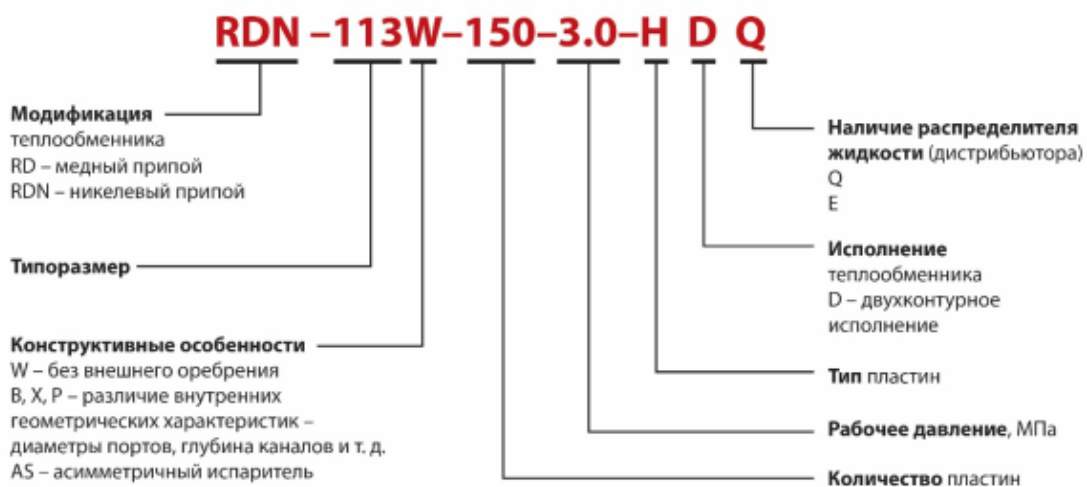 RDN –113W–150–3.0–H D Q
Модификация
теплообменника
RD – медный припой
RDN – никелевый припой
Типоразмер
Конструктивные особенности
W – без внешнего оребрения
B, X, P – различие внутренних
геометрических характеристик –
диаметры портов, глубина каналов и т. д.
AS – асимметричный испаритель
Наличие распределителя
жидкости (дистрибьютора)
Q
E
Исполнение
теплообменника
D – двухконтурное
исполнение
Тип пластин
Рабочее давление, МПа
Количество пластин